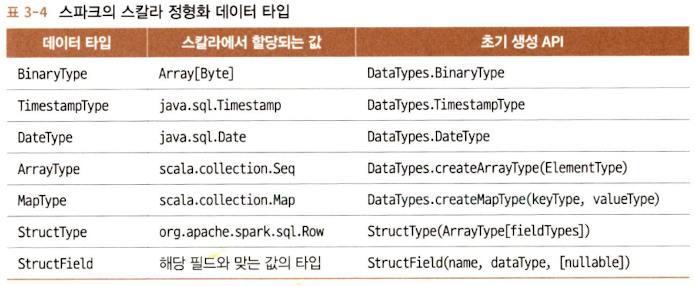 표 3-4 스파크의 스칼라 정형화 데이터 타입
데이터 타입 스칼라에서 할당되는 값 초기 생성 API
BinaryType Array[Byte] DataTypes.BinaryType
TimestampType java.sql.Timestamp DataTypes.TimestampType
DateType java.sql.Date DataTypes.DateType
ArrayType scala.collection.Seq DataTypes.createArrayType(ElementType)
MapType scala.collection.Map DataTypes.createMapType(keyType, valueType)
StructType org.apache.spark.sql.Row StructType(ArrayType[fieldTypes])
StructField 해당 필드와 맞는 값의 타입 StructField(name, dataType, [nullable])